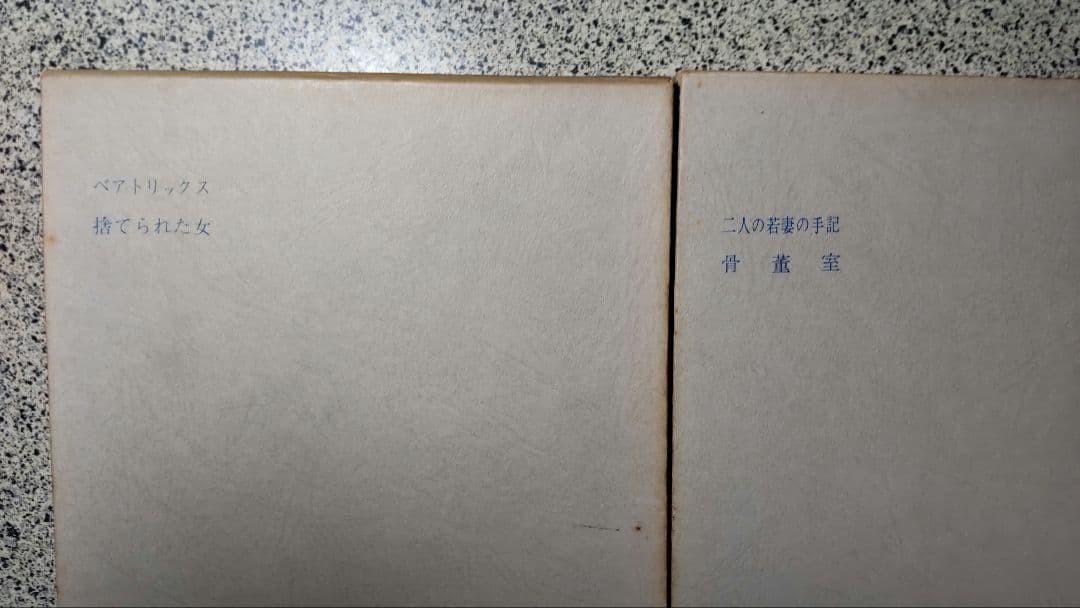 ベアトリックス
捨てられた女
二人の若妻の手記
骨董室